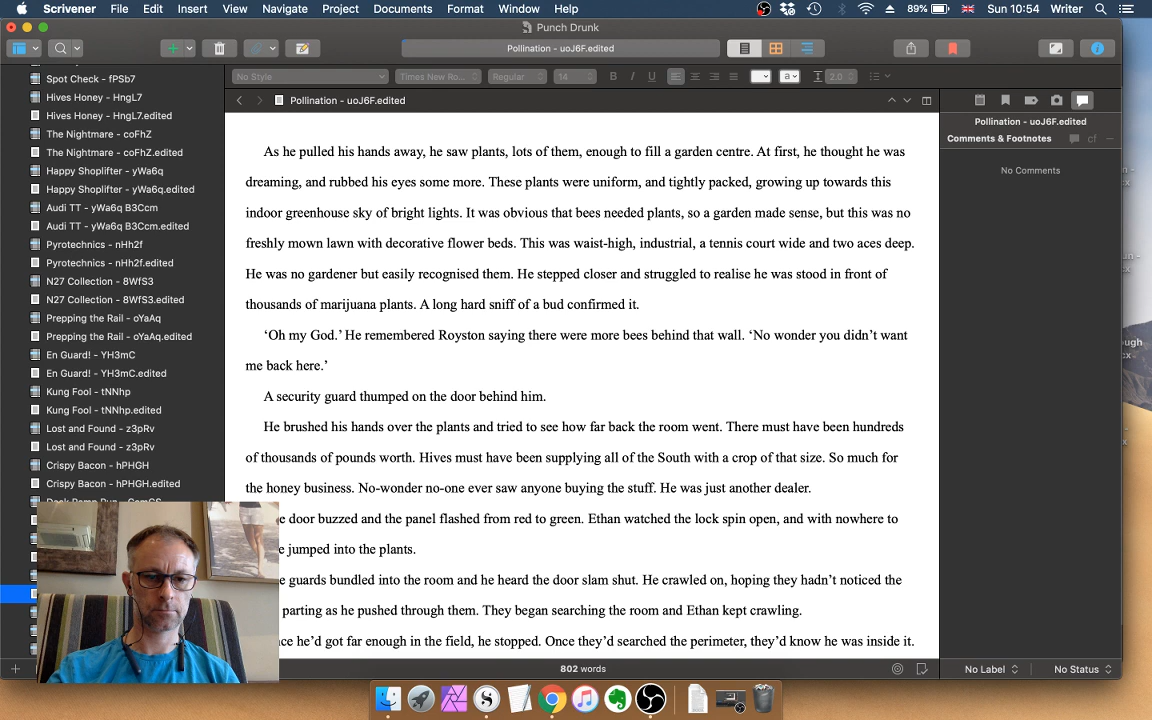 Scrivener File Edit Insert View Navigate Project Documents Format Window Help 89% Sun 10:54 Writer
Punch Drunk
Pollination - uoJ6F.edited
No Style Times New Ro... Regular 14 B I U a 2.0
Spot Check - fPSb7
Hives Honey - HngL7
Hives Honey - HngL7.edited
The Nightmare - coFhZ
The Nightmare - coFhZ.edited
Happy Shoplifter - yWa6q
Happy Shoplifter - yWa6q.edited
Audi TT - yWa6q B3Ccm
Audi TT - yWa6q B3Ccm.edited
Pyrotechnics - nHh2f
Pyrotechnics - nHh2f.edited
N27 Collection - 8WfS3
N27 Collection - 8WfS3.edited
Prepping the Rail - oYaAq
Prepping the Rail - oYaAq.edited
En Guard! - YH3mC
En Guard! - YH3mC.edited
Kung Fool - tNNhp
Kung Fool - tNNhp.edited
Lost and Found - z3pRv
Lost and Found - z3pRv
Crispy Bacon - hPHGH
Crispy Bacon - hPHGH.edited
Pollination - uoJ6F.edited
As he pulled his hands away, he saw plants, lots of them, enough to fill a garden centre. At first, he thought he was
dreaming, and rubbed his eyes some more. These plants were uniform, and tightly packed, growing up towards this
indoor greenhouse sky of bright lights. It was obvious that bees needed plants, so a garden made sense, but this was no
freshly mown lawn with decorative flower beds. This was waist-high, industrial, a tennis court wide and two aces deep.
He was no gardener but easily recognised them. He stepped closer and struggled to realise he was stood in front of
thousands of marijuana plants. A long hard sniff of a bud confirmed it.
‘Oh my God.’ He remembered Royston saying there were more bees behind that wall. ‘No wonder you didn’t want
me back here.’
A security guard thumped on the door behind him.
He brushed his hands over the plants and tried to see how far back the room went. There must have been hundreds
of thousands of pounds worth. Hives must have been supplying all of the South with a crop of that size. So much for
the honey business. No-wonder no-one ever saw anyone buying the stuff. He was just another dealer.
e door buzzed and the panel flashed from red to green. Ethan watched the lock spin open, and with nowhere to
e jumped into the plants.
e guards bundled into the room and he heard the door slam shut. He crawled on, hoping they hadn’t noticed the
parting as he pushed through them. They began searching the room and Ethan kept crawling.
ce he’d got far enough in the field, he stopped. Once they’d searched the perimeter, they’d know he was inside it.
802 words
Pollination - uoJ6F.edited
Comments & Footnotes cf
No Comments
No Label No Status